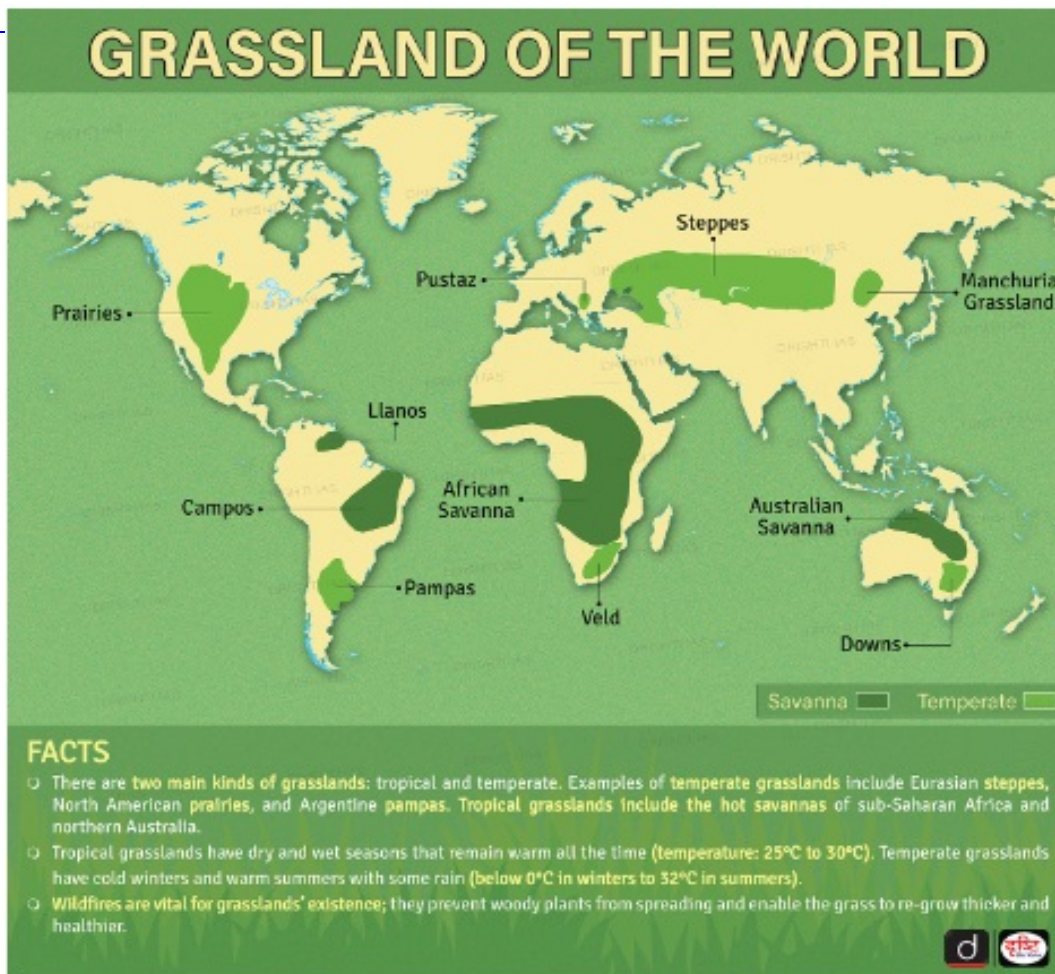 GRASSLAND OF THE WORLD
Steppes
Pustaz
Manchuria
Grassland
Prairies
Llanos
Campos
African
Savanna
Australian
Savanna
Pampas
Veld
Downs
Savanna
Temperate
FACTS
There are two main kinds of grasslands: tropical and temperate. Examples of temperate grasslands include Eurasian steppes,
North American prairies, and Argentine pampas. Tropical grasslands include the hot savannas of sub-Saharan Africa and
northern Australia.
Tropical grasslands have dry and wet seasons that remain warm all the time (temperature: 25°C to 30°C). Temperate grasslands
have cold winters and warm summers with some rain (below 0°C in winters to 32°C in summers).
Wildfires are vital for grasslands' existence; they prevent woody plants from spreading and enable the grass to re-grow thicker and
healthier.
d
दृष्टि